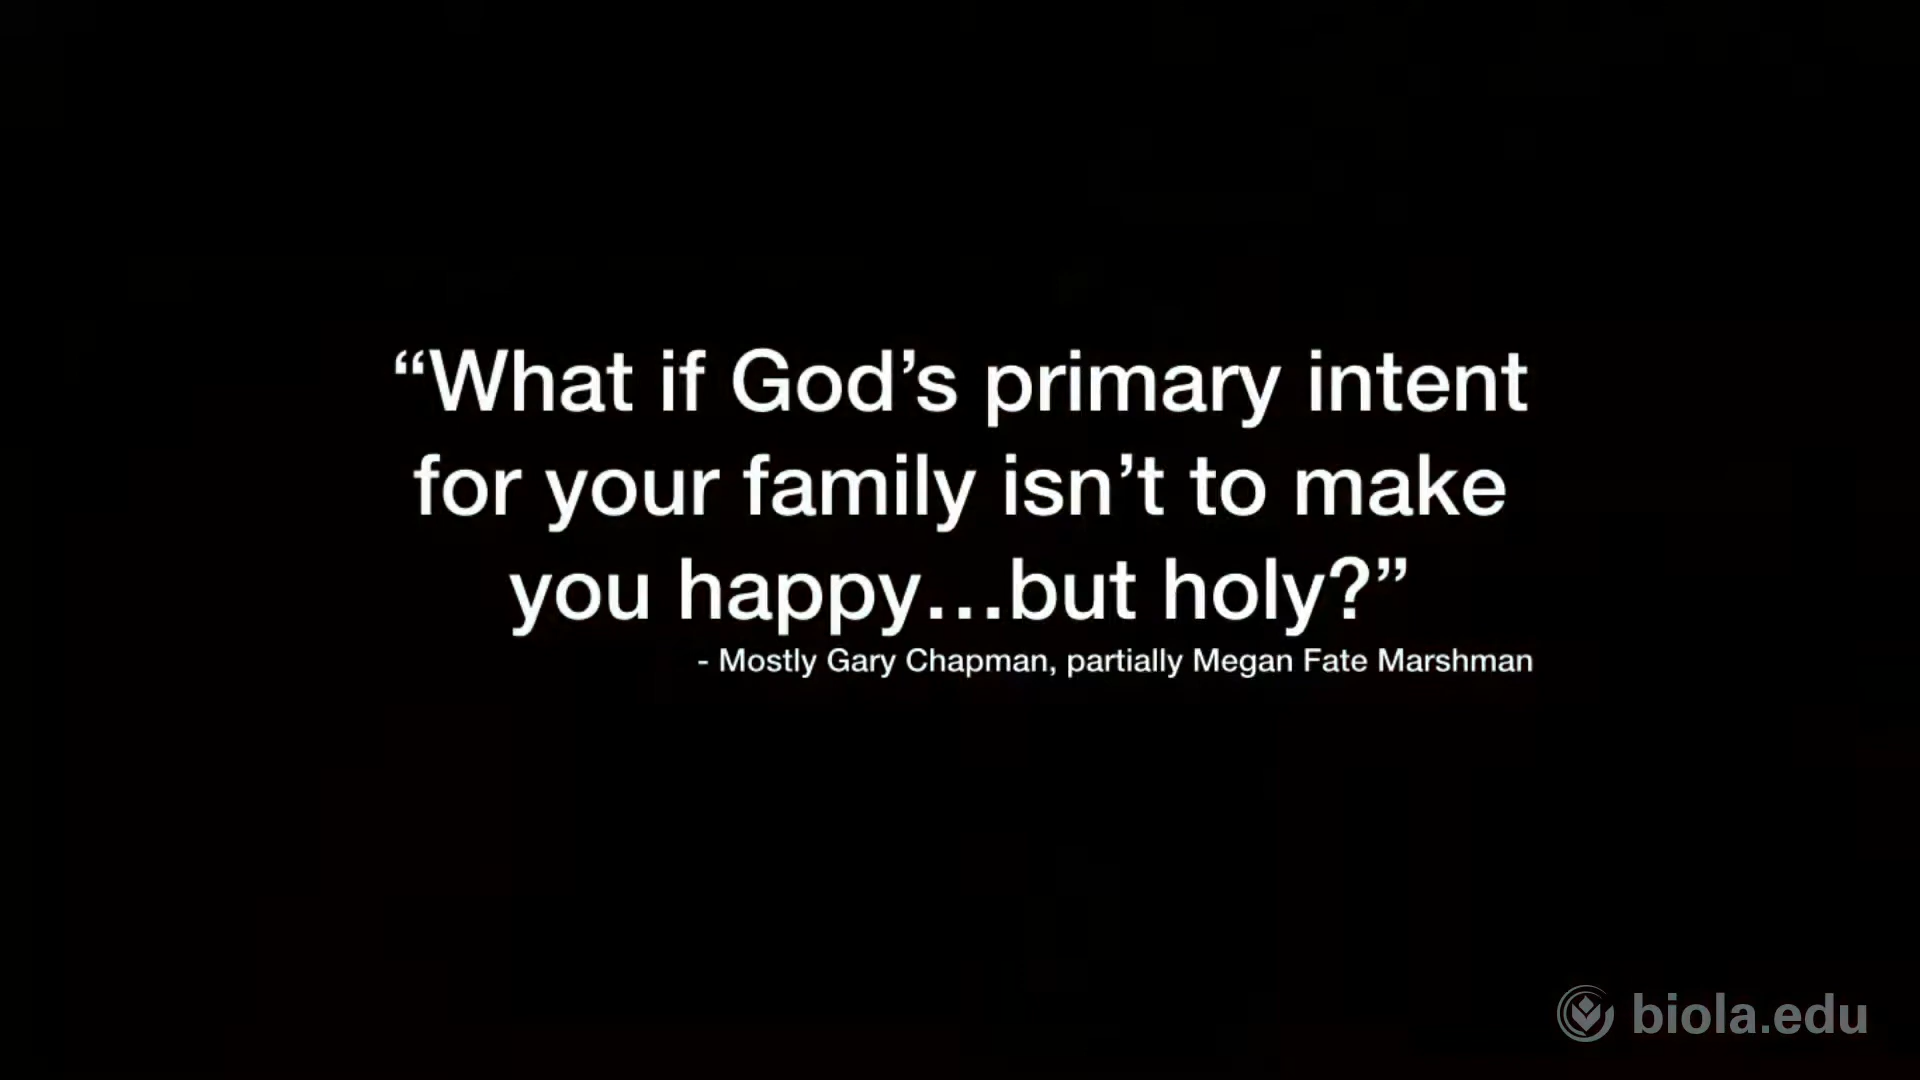 “What if God’s primary intent
for your family isn’t to make
you happy…but holy?”
- Mostly Gary Chapman, partially Megan Fate Marshman
biola.edu